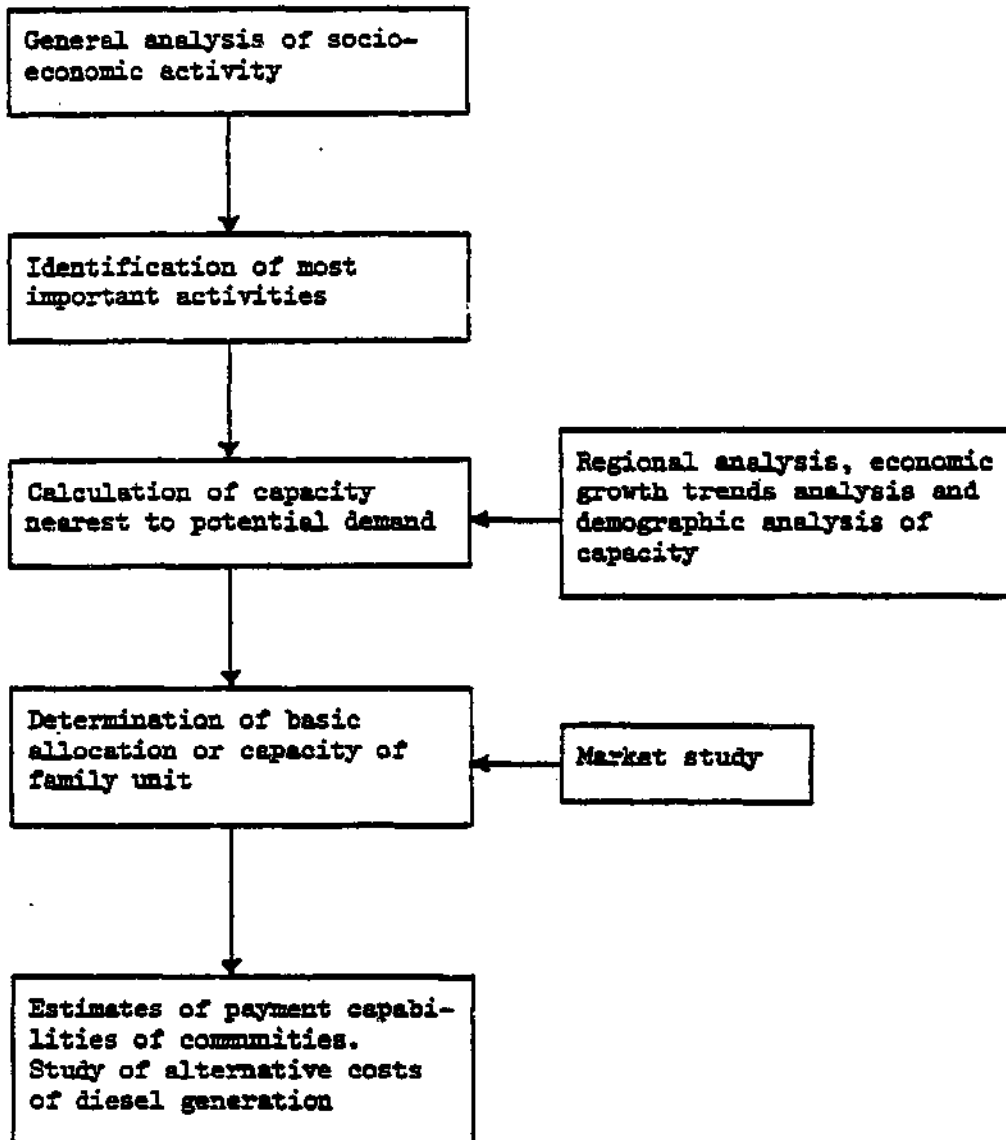 General analysis of socio-
economic activity
Identification of most
important activities
Calculation of capacity
nearest to potential demand
Regional analysis, economic
growth trends analysis and
demographic analysis of
capacity
Determination of basic
allocation or capacity of
family unit
Market study
Estimates of payment capabi-
lities of communities.
Study of alternative costs
of diesel generation